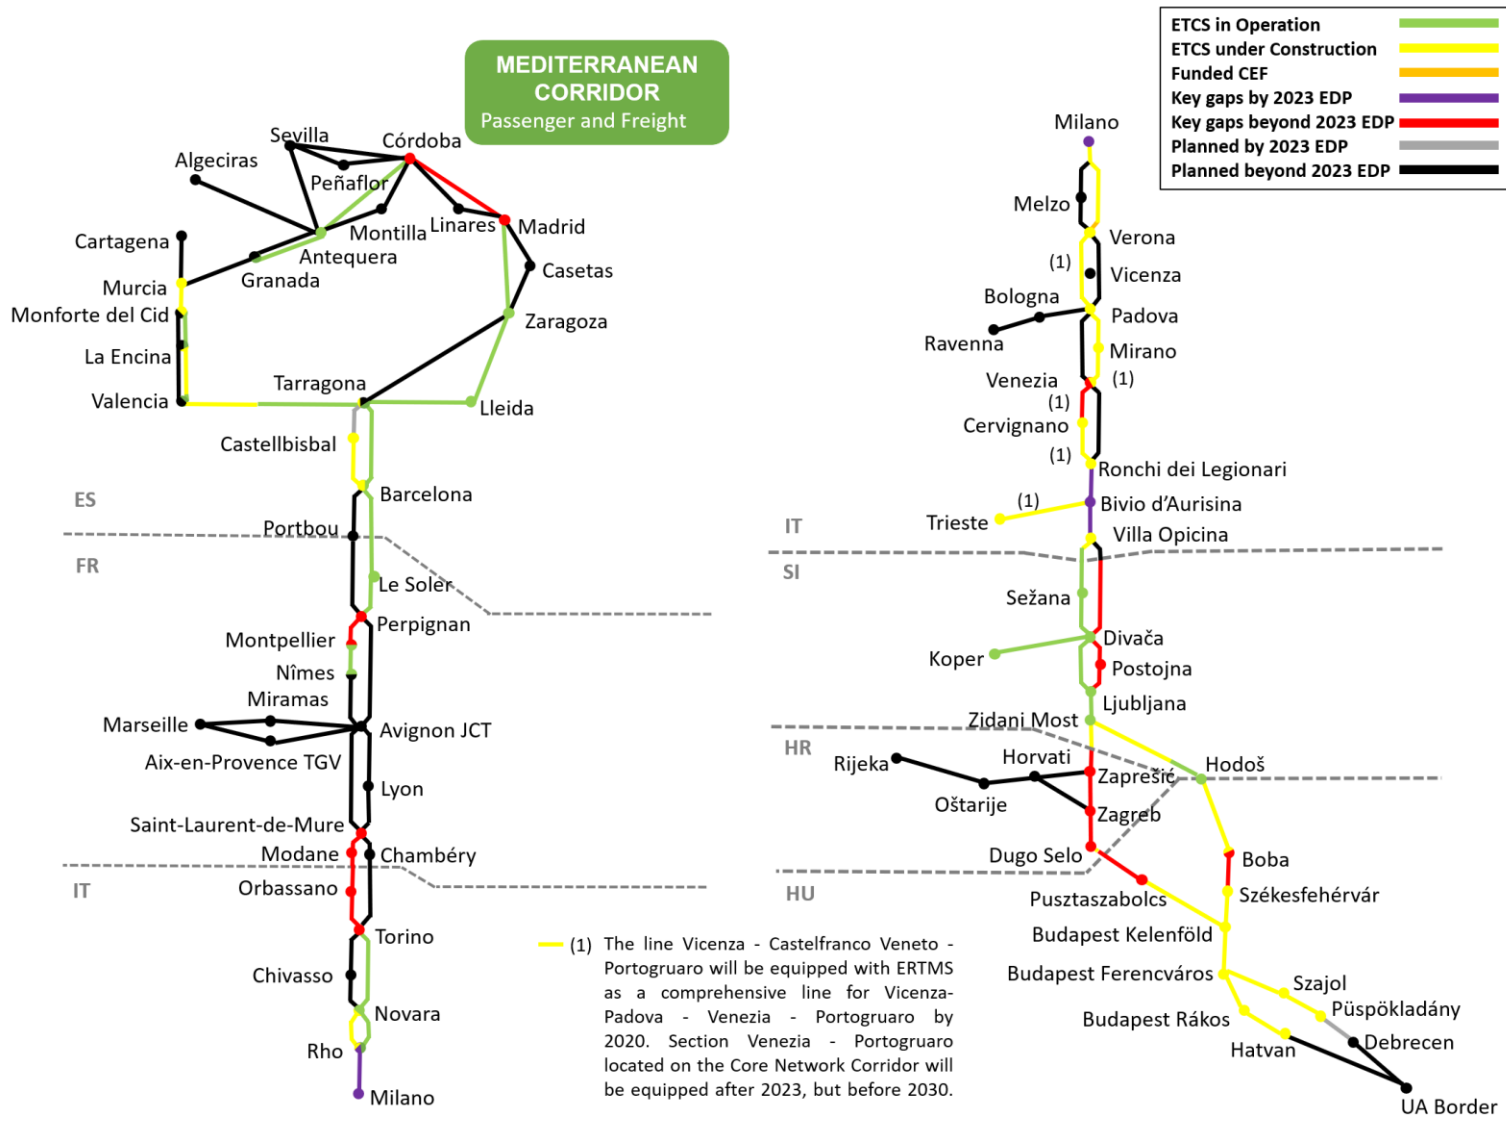 MEDITERRANEAN
CORRIDOR
Passenger and Freight
ETCS in Operation
ETCS under Construction
Funded CEF
Key gaps by 2023 EDP
Key gaps beyond 2023 EDP
Planned by 2023 EDP
Planned beyond 2023 EDP
Sevilla
Córdoba
Algeciras
Peñaflor
Linares
Madrid
Montilla
Cartagena
Antequera
Casetas
Granada
Murcia
Monforte del Cid
Zaragoza
La Encina
Tarragona
Valencia
Lleida
Castellbisbal
Barcelona
ES
Portbou
FR
Le Soler
Perpignan
Montpellier
Nîmes
Miramas
Marseille
Avignon JCT
Aix-en-Provence TGV
Lyon
Saint-Laurent-de-Mure
Modane
Chambéry
IT
Orbassano
Torino
Chivasso
Novara
Rho
Milano
Milano
Melzo
Verona
(1)
Vicenza
Bologna
Padova
Ravenna
Mirano
Venezia
(1)
(1)
Cervignano
(1)
Ronchi dei Legionari
(1)
Bivio d’Aurisina
Trieste
IT
Villa Opicina
SI
Sežana
Divača
Koper
Postojna
Ljubljana
Zidani Most
HR
Horvati
Rijeka
Zaprešić
Hodoš
Oštarije
Zagreb
Dugo Selo
Boba
HU
Pusztaszabolcs
Székesfehérvár
Budapest Kelenföld
Budapest Ferencváros
Szajol
Püspökladány
Budapest Rákos
Debrecen
Hatvan
UA Border
(1) The line Vicenza - Castelfranco Veneto -
Portogruaro will be equipped with ERTMS
as a comprehensive line for Vicenza-
Padova - Venezia - Portogruaro by
2020. Section Venezia - Portogruaro
located on the Core Network Corridor will
be equipped after 2023, but before 2030.